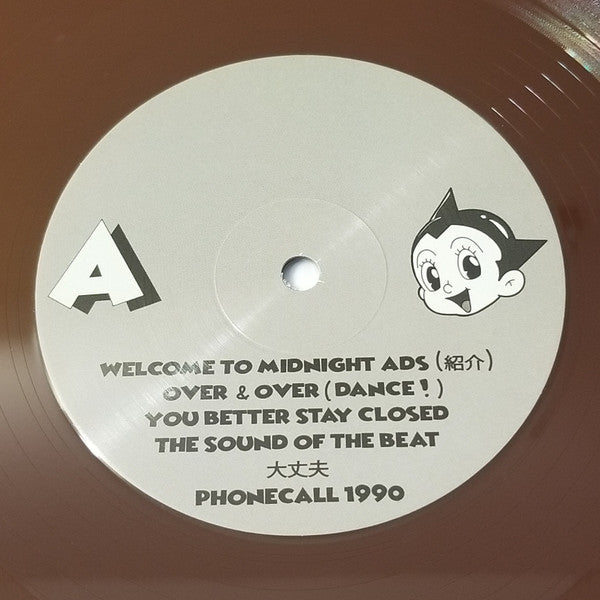 A
WELCOME TO MIDNIGHT ADS (紹介)
OVER & OVER (DANCE!)
YOU BETTER STAY CLOSED
THE SOUND OF THE BEAT
大丈夫
PHONECALL 1990